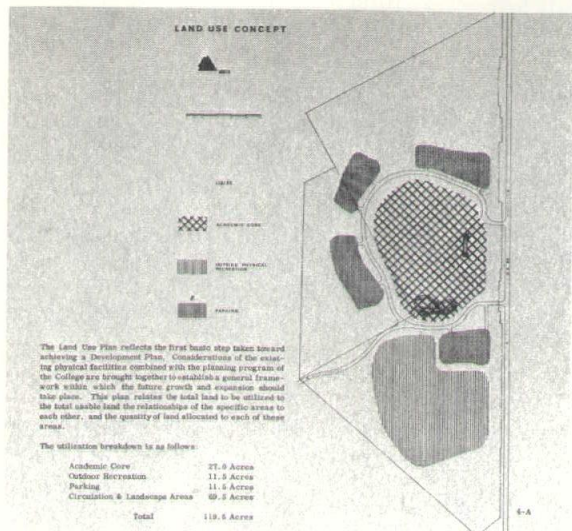 LAND USE CONCEPT
ACADEMIC CORE
OUTSIDE PHYSICAL
RECREATION
PARKING
The Land Use Plan reflects the first basic step taken toward
achieving a Development Plan. Considerations of the exist-
ing physical facilities combined with the planning program
of the College are brought together to establish a general frame-
work within which the future growth and expansion should
take place. This plan relates the total land to be utilized to
the total usable land the relationships of the specific areas to
each other, and the quantity of land allocated to each of these
areas.
The utilization breakdown is as follows:
Academic Core 27.0 Acres
Outdoor Recreation 11.5 Acres
Parking 11.5 Acres
Circulation & Landscape Areas 69.5 Acres
Total 119.5 Acres
4-A